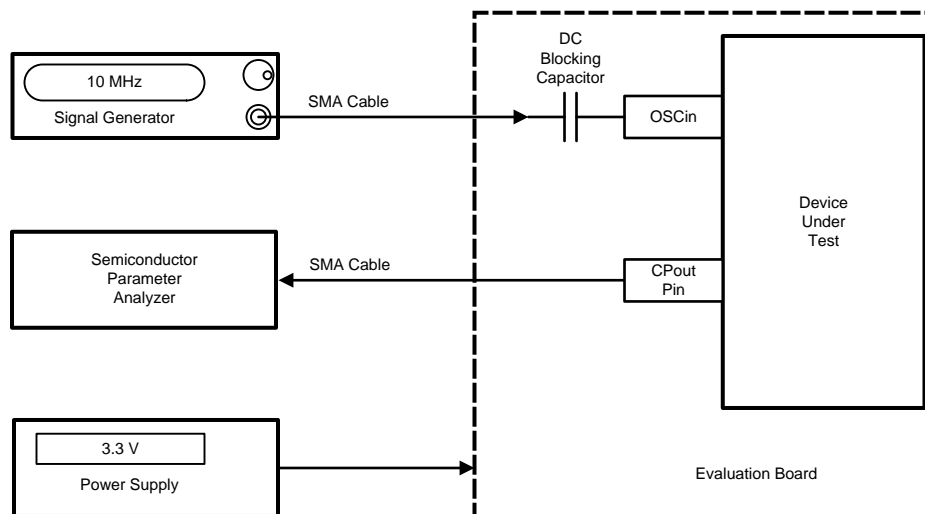 10 MHz
Signal Generator
SMA Cable
DC
Blocking
Capacitor
OSCin
Device
Under
Test
Semiconductor
Parameter
Analyzer
SMA Cable
CPout
Pin
3.3 V
Power Supply
Evaluation Board